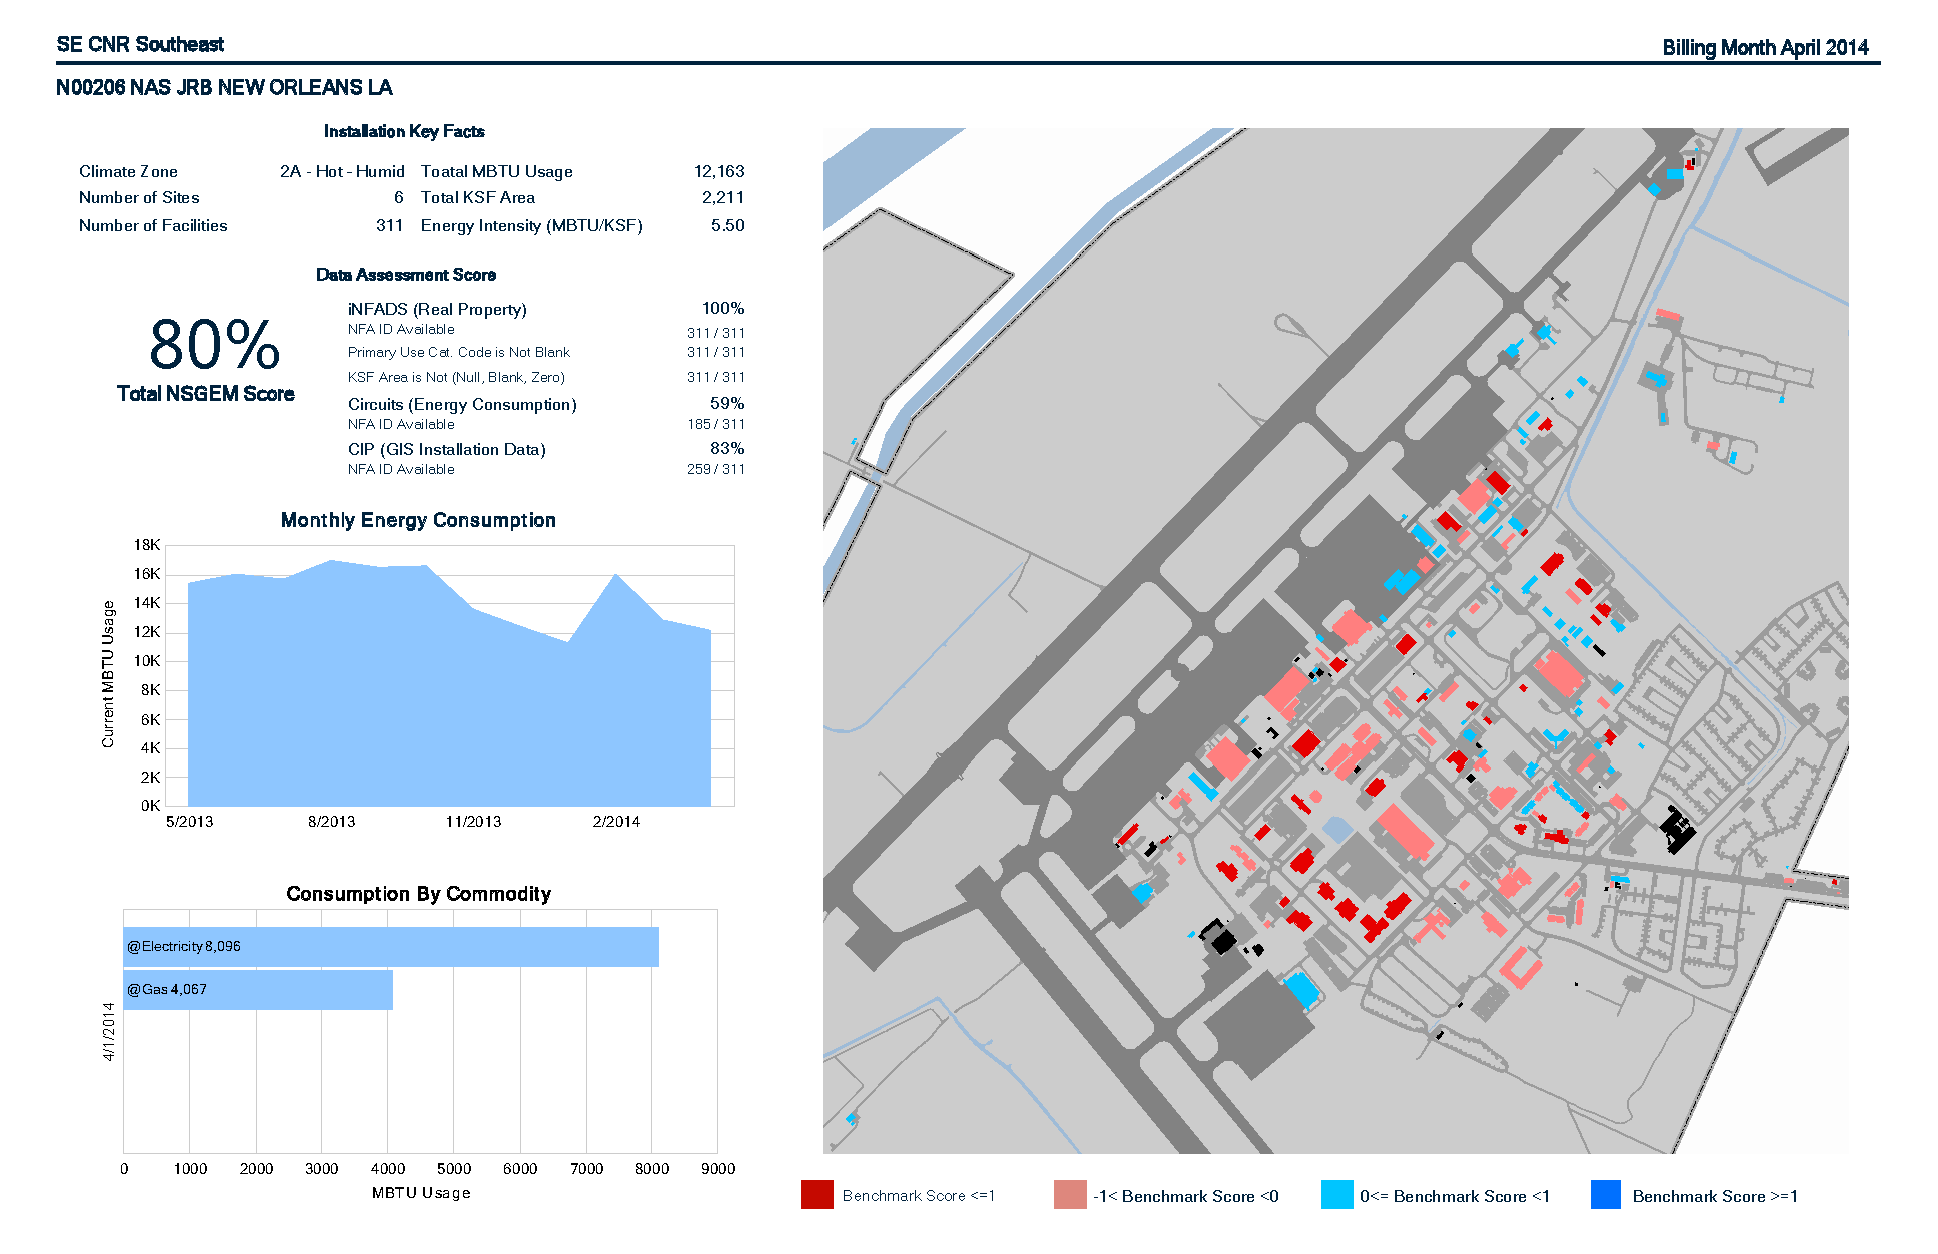 SE CNR Southeast
Billing Month April 2014
N00206 NAS JRB NEW ORLEANS LA
Installation Key Facts
Climate Zone 2A - Hot - Humid Toatal MBTU Usage 12,163
Number of Sites 6 Total KSF Area 2,211
Number of Facilities 311 Energy Intensity (MBTU/KSF) 5.50
Data Assessment Score
80%
Total NSGEM Score
iNFADS (Real Property) 100%
NFA ID Available 311 / 311
Primary Use Cat. Code is Not Blank 311 / 311
KSF Area is Not (Null, Blank, Zero) 311 / 311
Circuits (Energy Consumption) 59%
NFA ID Available 185 / 311
CIP (GIS Installation Data) 83%
NFA ID Available 259 / 311
Monthly Energy Consumption
Current MBTU Usage
18K
16K
14K
12K
10K
8K
6K
4K
2K
0K
5/2013 8/2013 11/2013 2/2014
Consumption By Commodity
4/1/2014
@Electricity 8,096
@Gas 4,067
0 1000 2000 3000 4000 5000 6000 7000 8000 9000
MBTU Usage
Benchmark Score <=1 -1< Benchmark Score <0 0<= Benchmark Score <1 Benchmark Score >=1